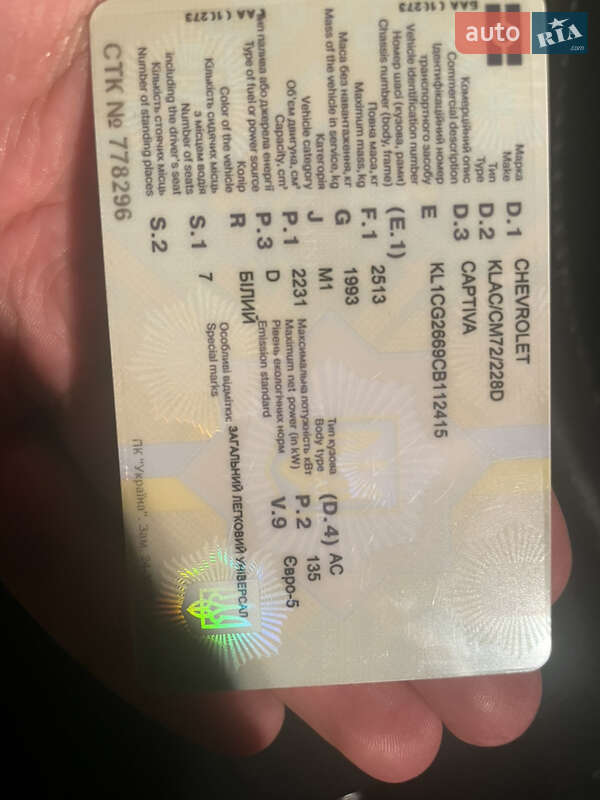 auto RIA .com
D.1 CHEVROLET
Марка
Make
D.2 KLAC/CM72/228D
Тип
Type
D.3 CAPTIVA
Комерційний опис
Commercial description
E KL1CG2669CB112415
Ідентифікаційний номер
транспортного засобу
Vehicle identification number
(E.1)
Номер шасі (кузова, рами)
Chassis number (body, frame)
F.1 2513
Повна маса, кг
Maximum mass, kg
G 1993
Маса без навантаження, кг
Mass of the vehicle in service, kg
J M1
Категорія
Vehicle category
Тип кузова
Body type
(D.4) AC
P.1 2231
Об'єм двигуна, см³
Capacity, cm³
Максимальна потужність кВт
Maximum net power (in kW)
P.2 135
P.3 D
Тип палива або джерела енергії
Type of fuel or power source
Рівень екологічних норм
Emission standard
V.9 Євро-5
R БІЛИЙ
Колір
Color of the vehicle
S.1 7
Кількість сидячих місць
з місцем водія
Number of seats
including the driver's seat
Особливі відмітки:
Special marks
ЗАГАЛЬНИЙ ЛЕГКОВИЙ УНІВЕРСАЛ
S.2
Кількість стоячих місць
Number of standing places
СТК № 778296
ПК "Україна". Зам.